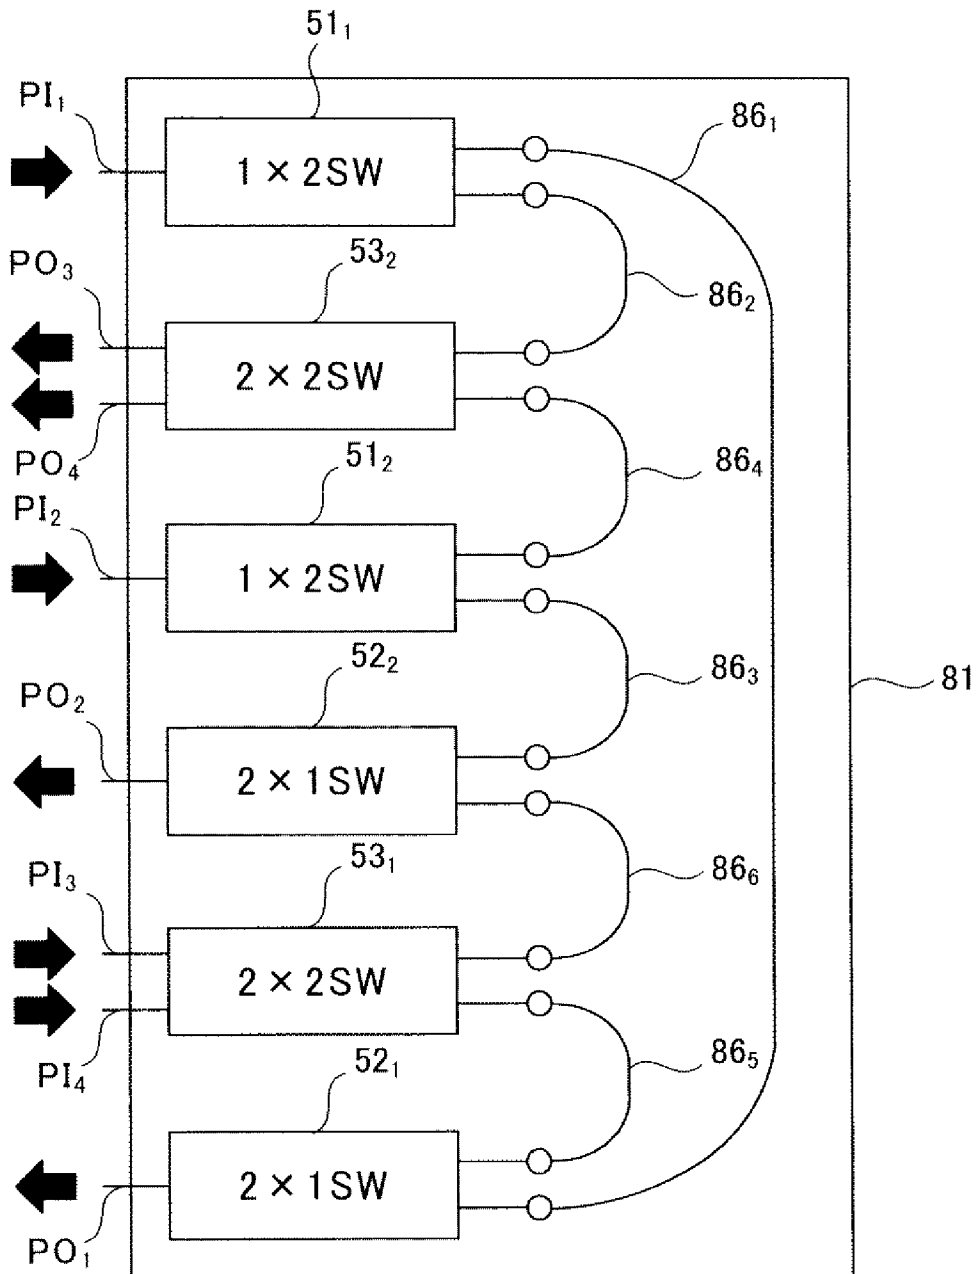 51₁
PI₁
86₁
1×2SW
PO₃
53₂
86₂
2×2SW
PO₄
51₂
86₄
PI₂
1×2SW
52₂
86₃
81
PO₂
2×1SW
53₁
86₆
PI₃
2×2SW
PI₄
52₁
86₅
2×1SW
PO₁